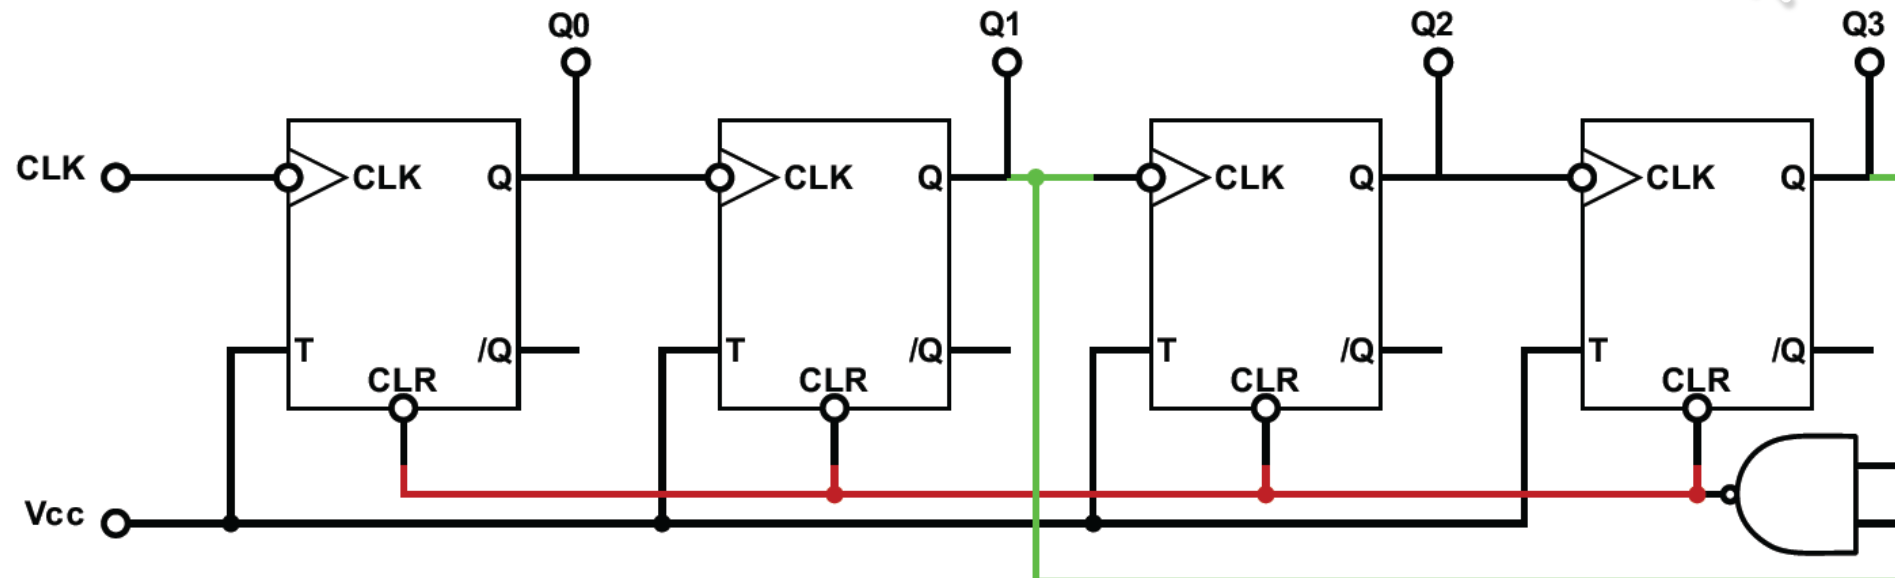 Q0 Q1 Q2 Q3
CLK CLK Q CLK Q CLK Q CLK Q
T /Q T /Q T /Q T /Q
CLR CLR CLR CLR
Vcc